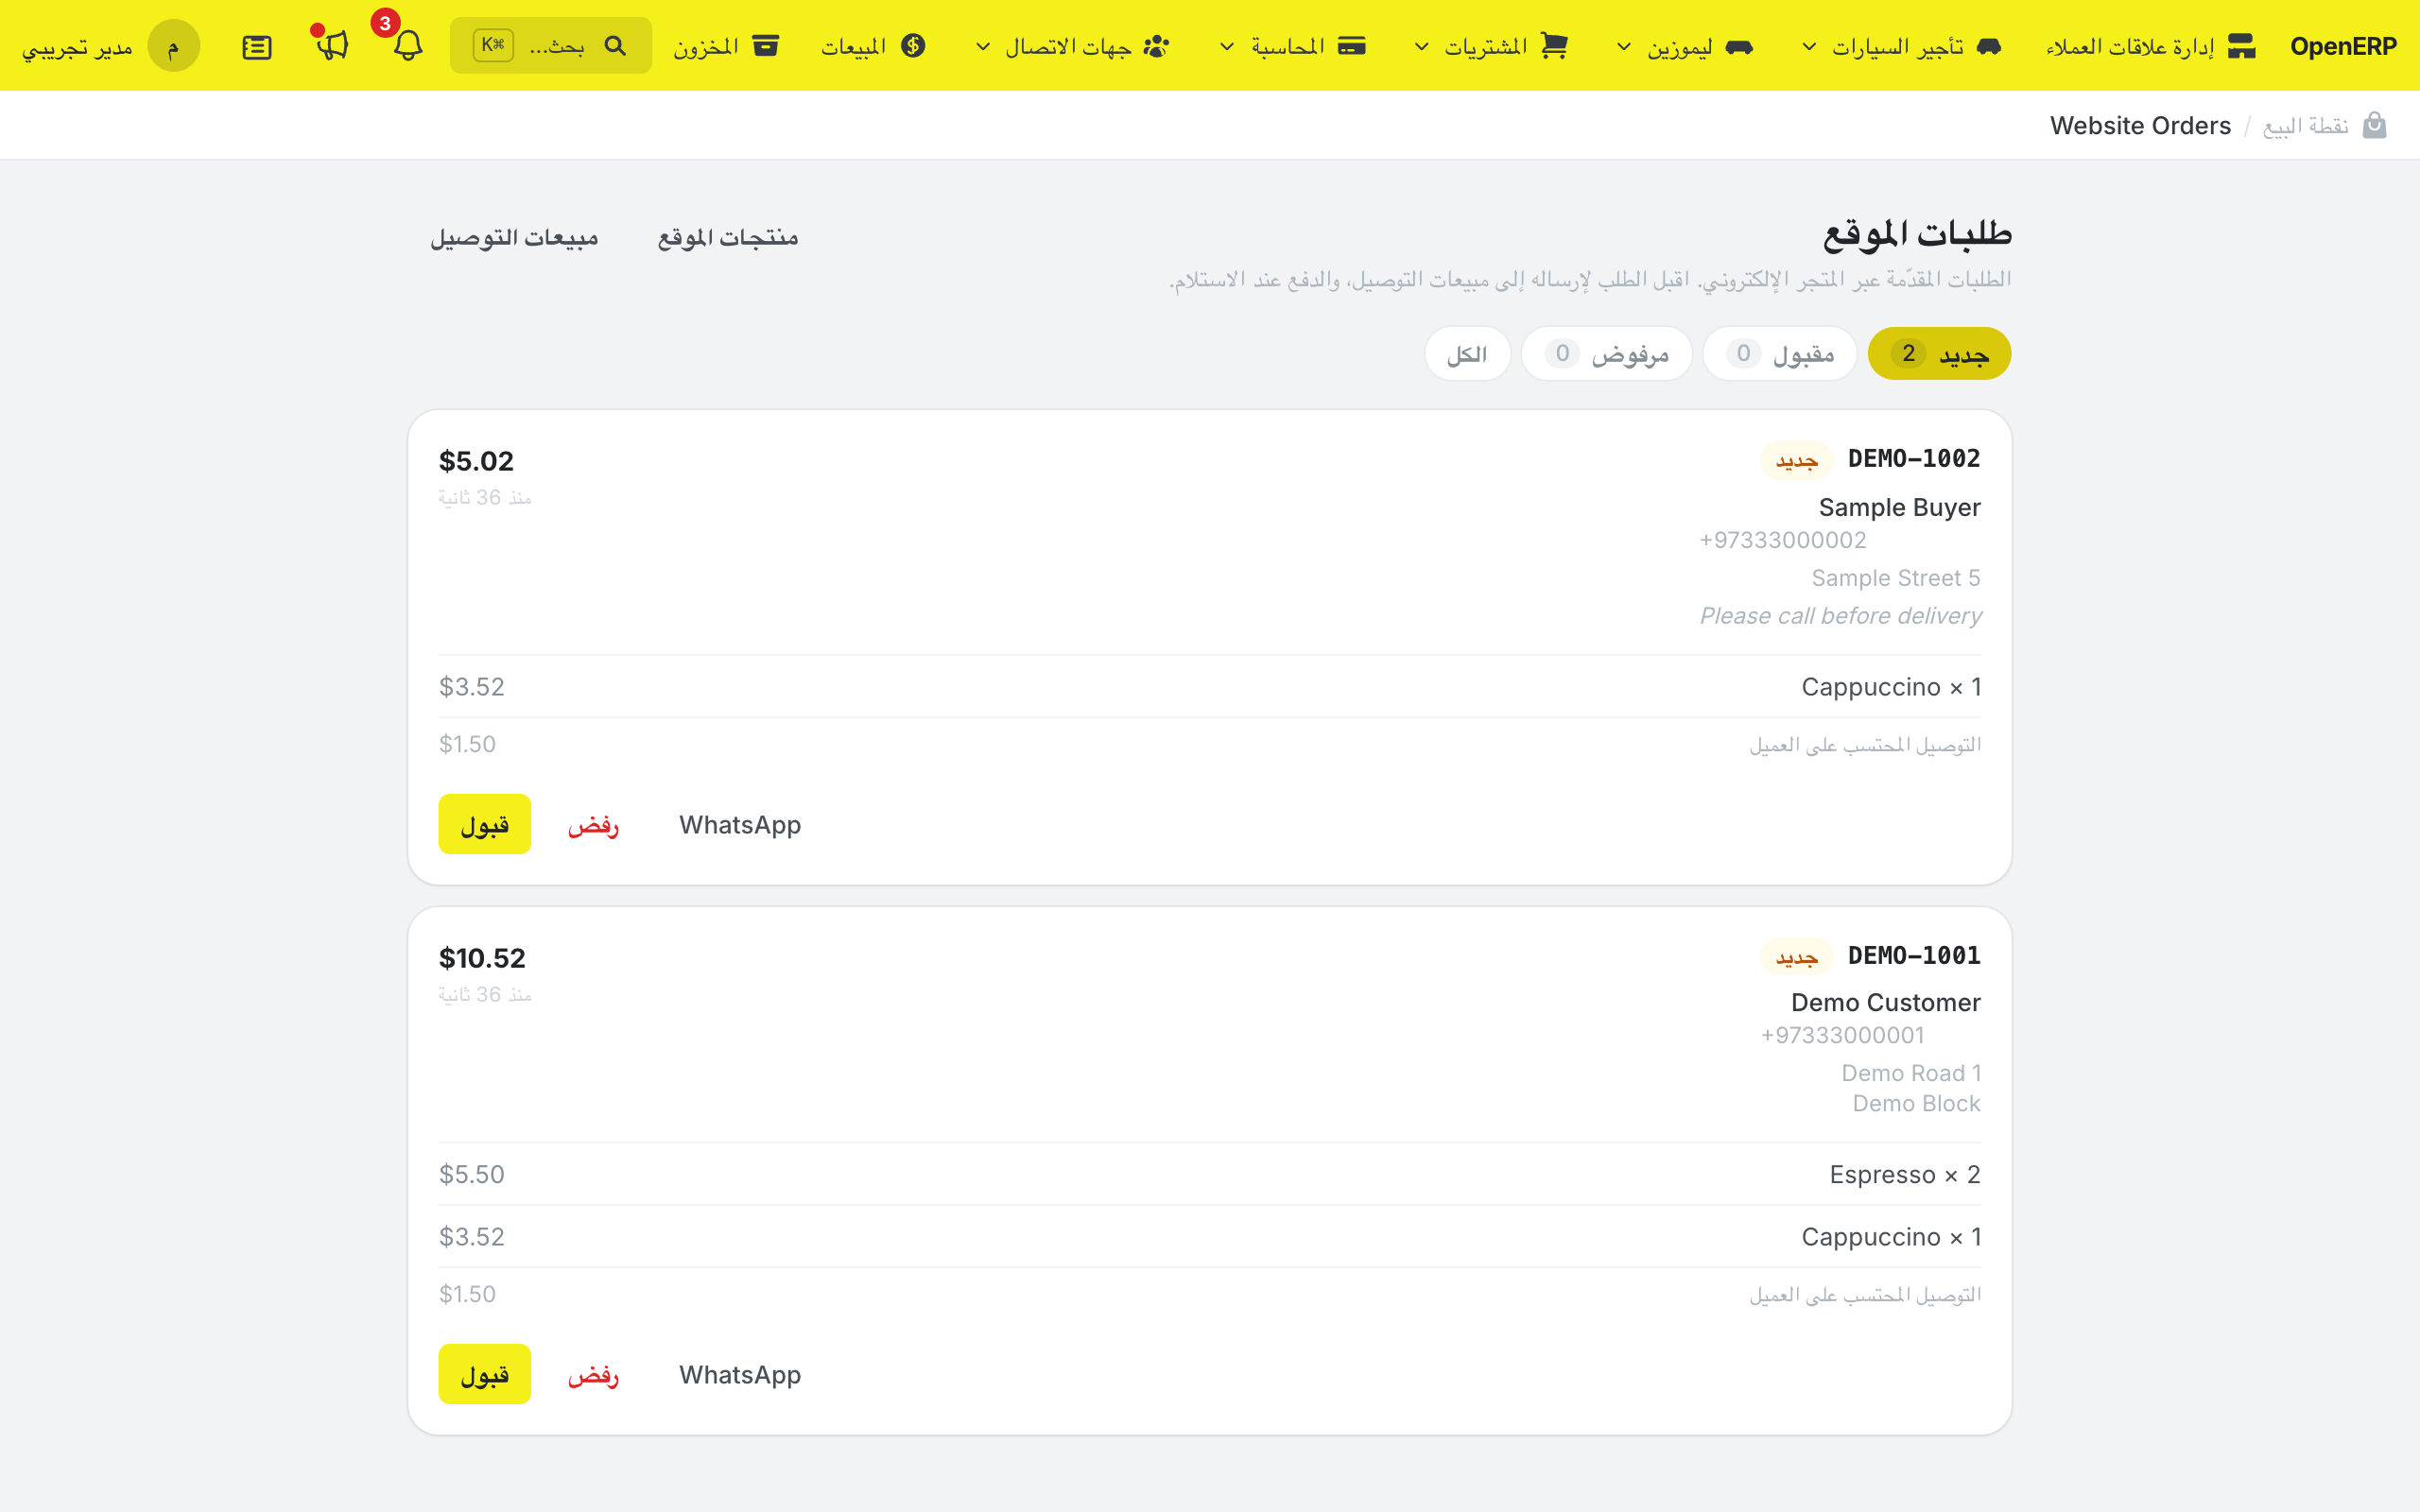 OpenERP
إدارة علاقات العملاء
تأجير السيارات
ليموزين
المشتريات
المحاسبة
جهات الاتصال
المبيعات
المخزون
بحث... ⌘K
3
م
مدير تجريبي
نقطة البيع / Website Orders
طلبات الموقع
منتجات الموقع
مبيعات التوصيل
الطلبات المقدّمة عبر المتجر الإلكتروني. اقبل الطلب لإرساله إلى مبيعات التوصيل، والدفع عند الاستلام.
جديد 2
مقبول 0
مرفوض 0
الكل
DEMO-1002 جديد
$5.02
منذ 36 ثانية
Sample Buyer
+97333000002
Sample Street 5
Please call before delivery
Cappuccino × 1
$3.52
التوصيل المحتسب على العميل
$1.50
WhatsApp
رفض
قبول
DEMO-1001 جديد
$10.52
منذ 36 ثانية
Demo Customer
+97333000001
Demo Road 1
Demo Block
Espresso × 2
$5.50
Cappuccino × 1
$3.52
التوصيل المحتسب على العميل
$1.50
WhatsApp
رفض
قبول